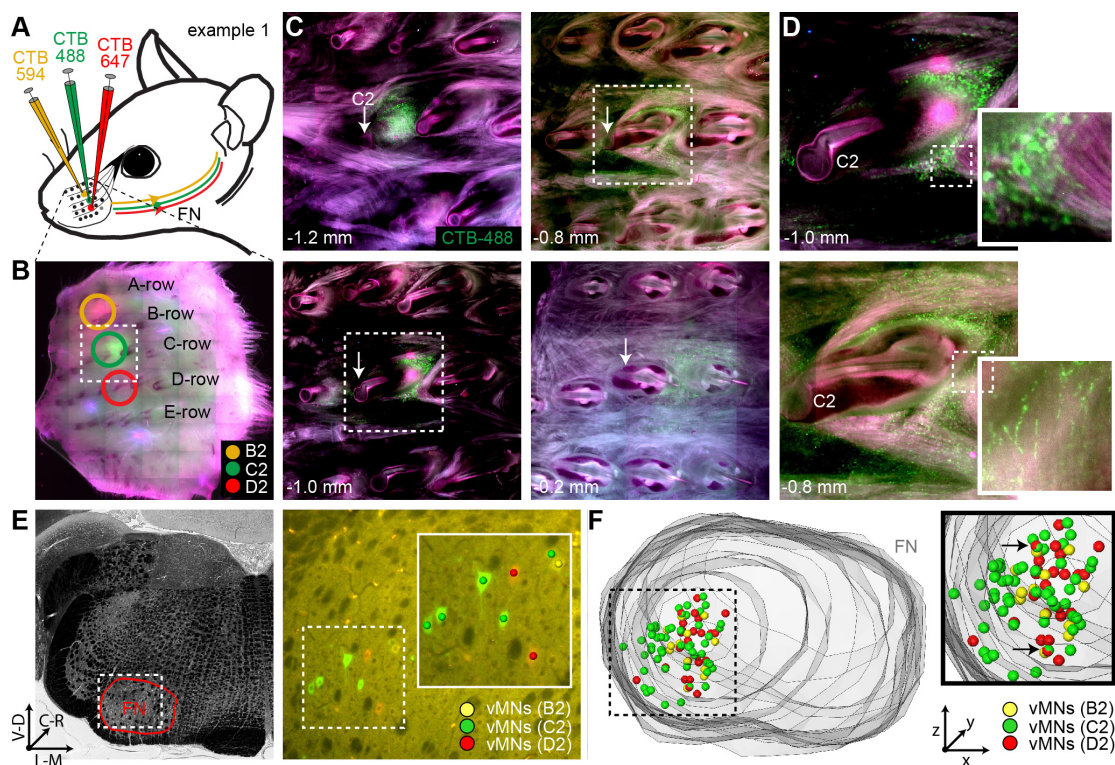 A
example 1
CTB
594
CTB
488
CTB
647
FN
B
A-row
B-row
C-row
D-row
E-row
B2
C2
D2
C
C2
-1.2 mm
CTB-488
-0.8 mm
-1.0 mm
-0.2 mm
D
C2
-1.0 mm
C2
-0.8 mm
E
FN
V-D
C-R
L-M
vMNs (B2)
vMNs (C2)
vMNs (D2)
F
FN
z
y
x
vMNs (B2)
vMNs (C2)
vMNs (D2)